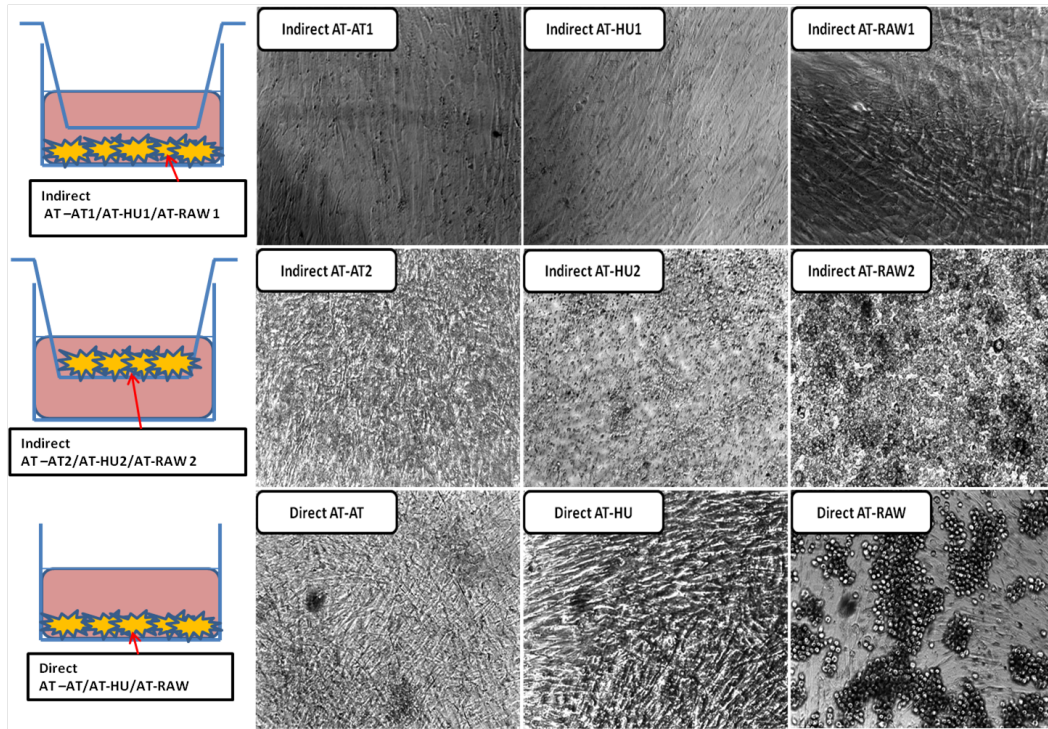 Indirect AT-AT1
Indirect AT-HU1
Indirect AT-RAW1
Indirect
AT –AT1/AT-HU1/AT-RAW 1
Indirect AT-AT2
Indirect AT-HU2
Indirect AT-RAW2
Indirect
AT –AT2/AT-HU2/AT-RAW 2
Direct AT-AT
Direct AT-HU
Direct AT-RAW
Direct
AT –AT/AT-HU/AT-RAW